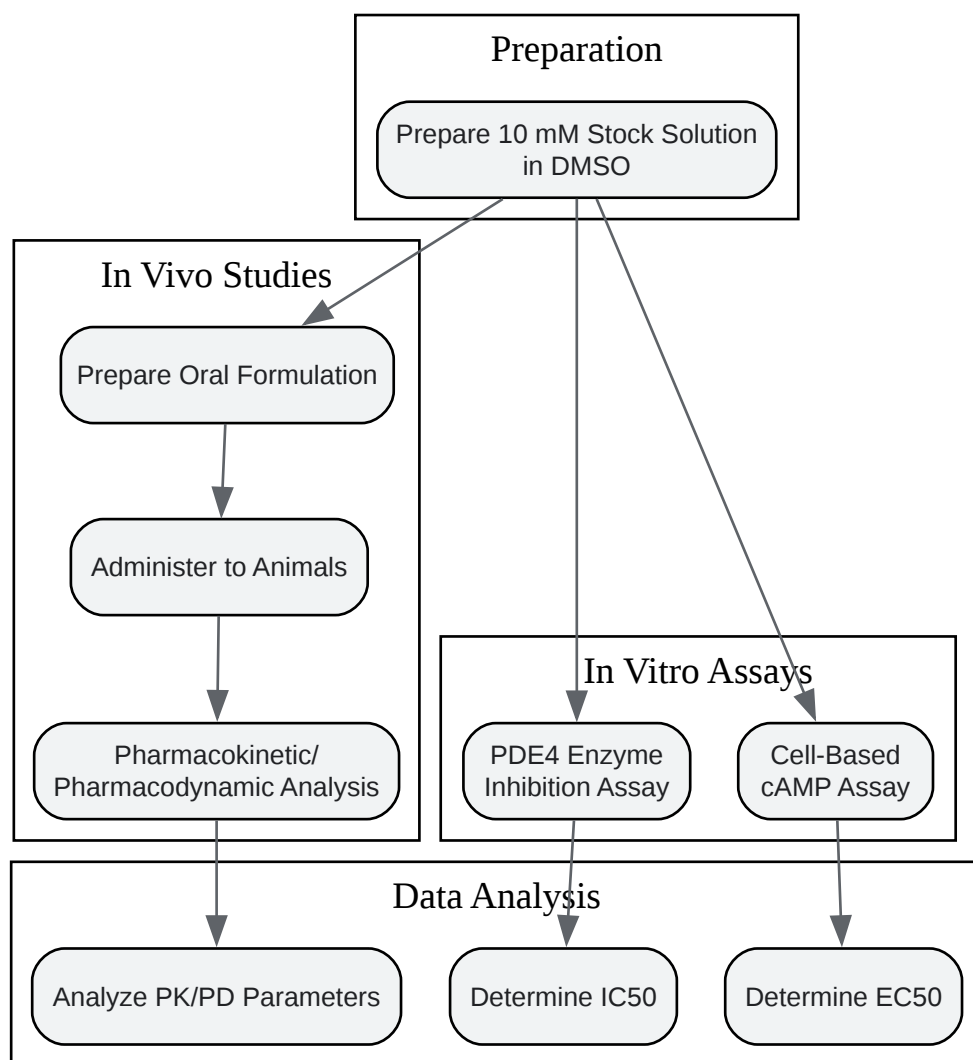 Preparation
Prepare 10 mM Stock Solution
in DMSO
In Vivo Studies
Prepare Oral Formulation
Administer to Animals
Pharmacokinetic/
Pharmacodynamic Analysis
In Vitro Assays
PDE4 Enzyme
Inhibition Assay
Cell-Based
cAMP Assay
Data Analysis
Analyze PK/PD Parameters
Determine IC50
Determine EC50